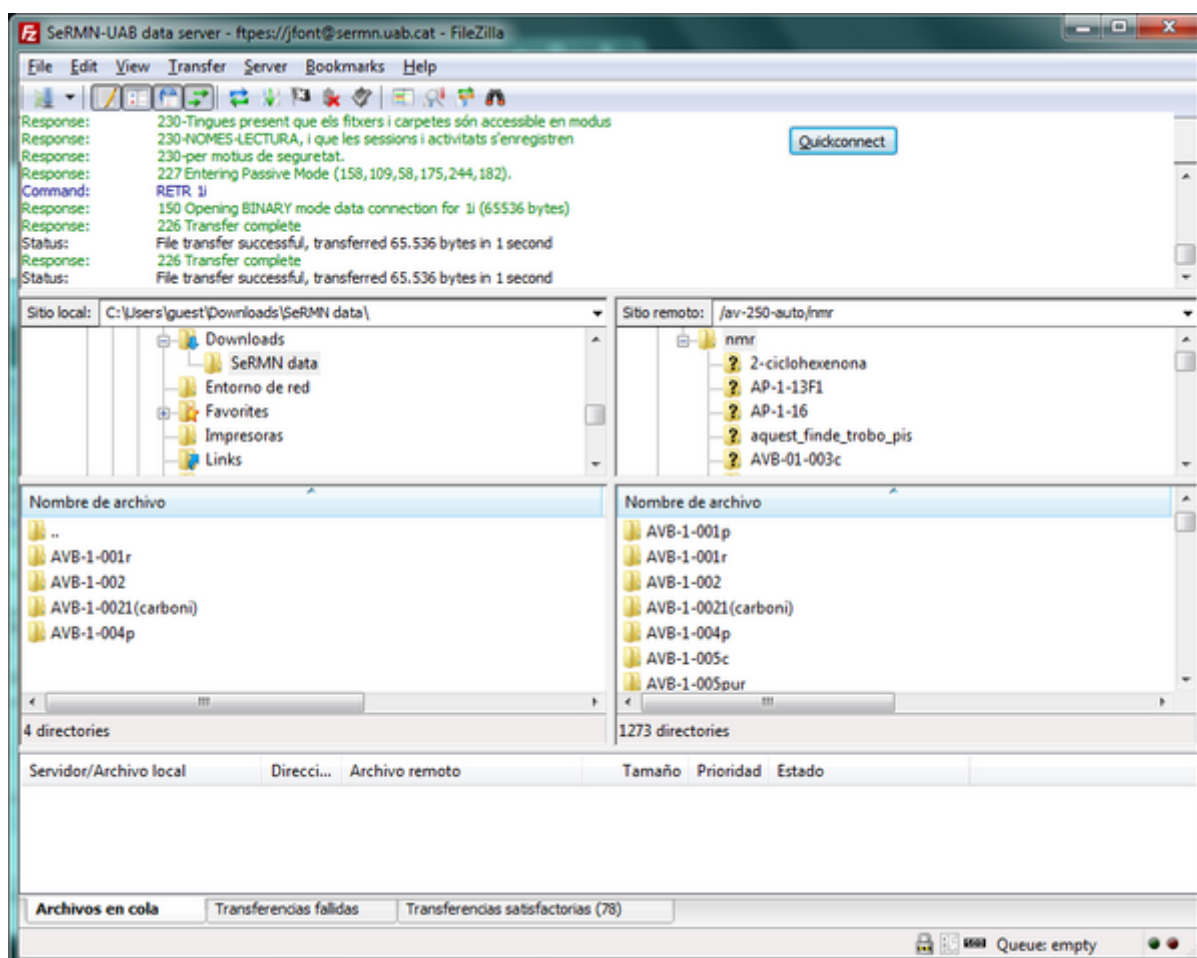 SeRMN-UAB data server - ftpes://jfont@sermn.uab.cat - FileZilla
File Edit View Transfer Server Bookmarks Help
Quickconnect
Response: 230-Tingues present que els fitxers i carpetes són accessible en modus
Response: 230-NOMES-LECTURA, i que les sessions i activitats s'enregistren
Response: 230-per motius de seguretat.
Response: 227 Entering Passive Mode (158,109,58,175,244,182).
Command: RETR 1i
Response: 150 Opening BINARY mode data connection for 1i (65536 bytes)
Response: 226 Transfer complete
Status: File transfer successful, transferred 65.536 bytes in 1 second
Response: 226 Transfer complete
Status: File transfer successful, transferred 65.536 bytes in 1 second
Sitio local: C:\Users\guest\Downloads\SeRMN data\
Downloads
SeRMN data
Entorno de red
Favorites
Impresoras
Links
Sitio remoto: /av-250-auto/nmr
nmr
2-ciclohexenona
AP-1-13F1
AP-1-16
aquest_finde_trobo_pis
AVB-01-003c
Nombre de archivo
..
AVB-1-001r
AVB-1-002
AVB-1-0021(carboni)
AVB-1-004p
4 directories
Nombre de archivo
AVB-1-001p
AVB-1-001r
AVB-1-002
AVB-1-0021(carboni)
AVB-1-004p
AVB-1-005c
AVB-1-005pur
1273 directories
Servidor/Archivo local Direcci... Archivo remoto Tamaño Prioridad Estado
Archivos en cola Transferencias fallidas Transferencias satisfactorias (78)
Queue: empty